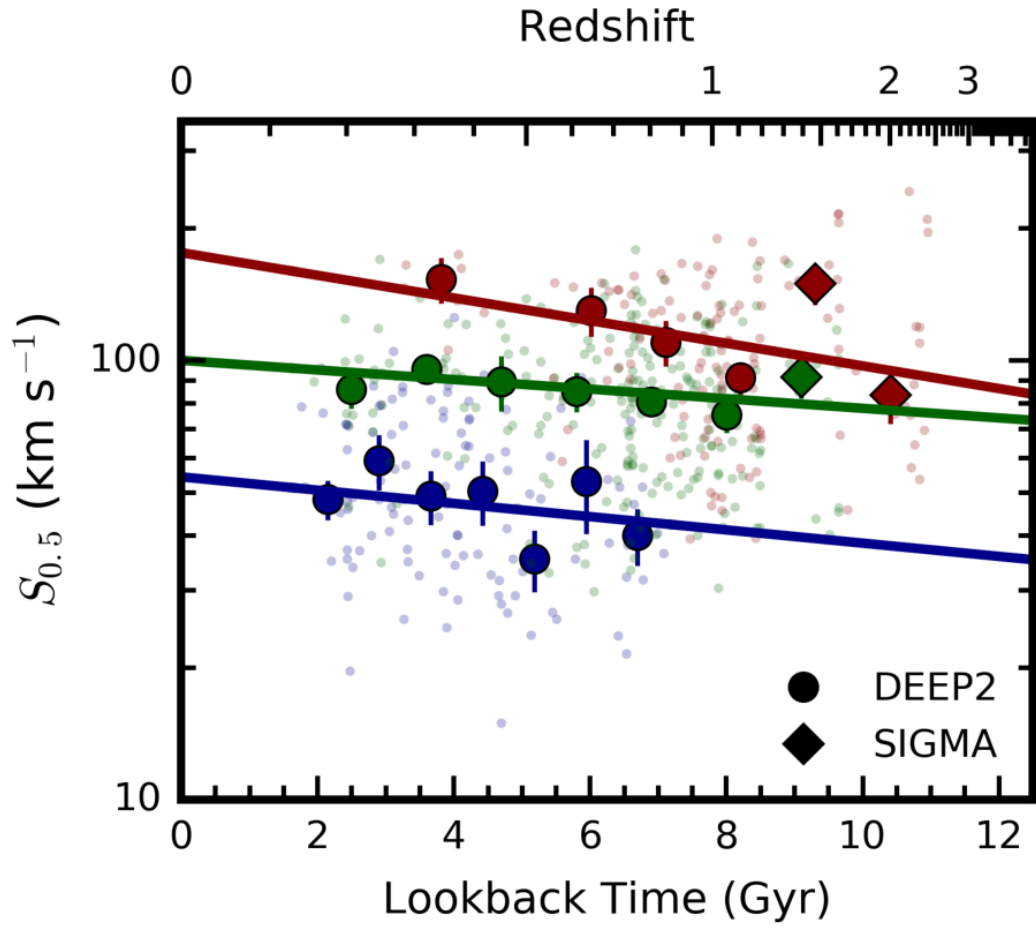 Redshift
0 1 2 3
S0.5 (km s−1)
100
10
DEEP2
SIGMA
0 2 4 6 8 10 12
Lookback Time (Gyr)